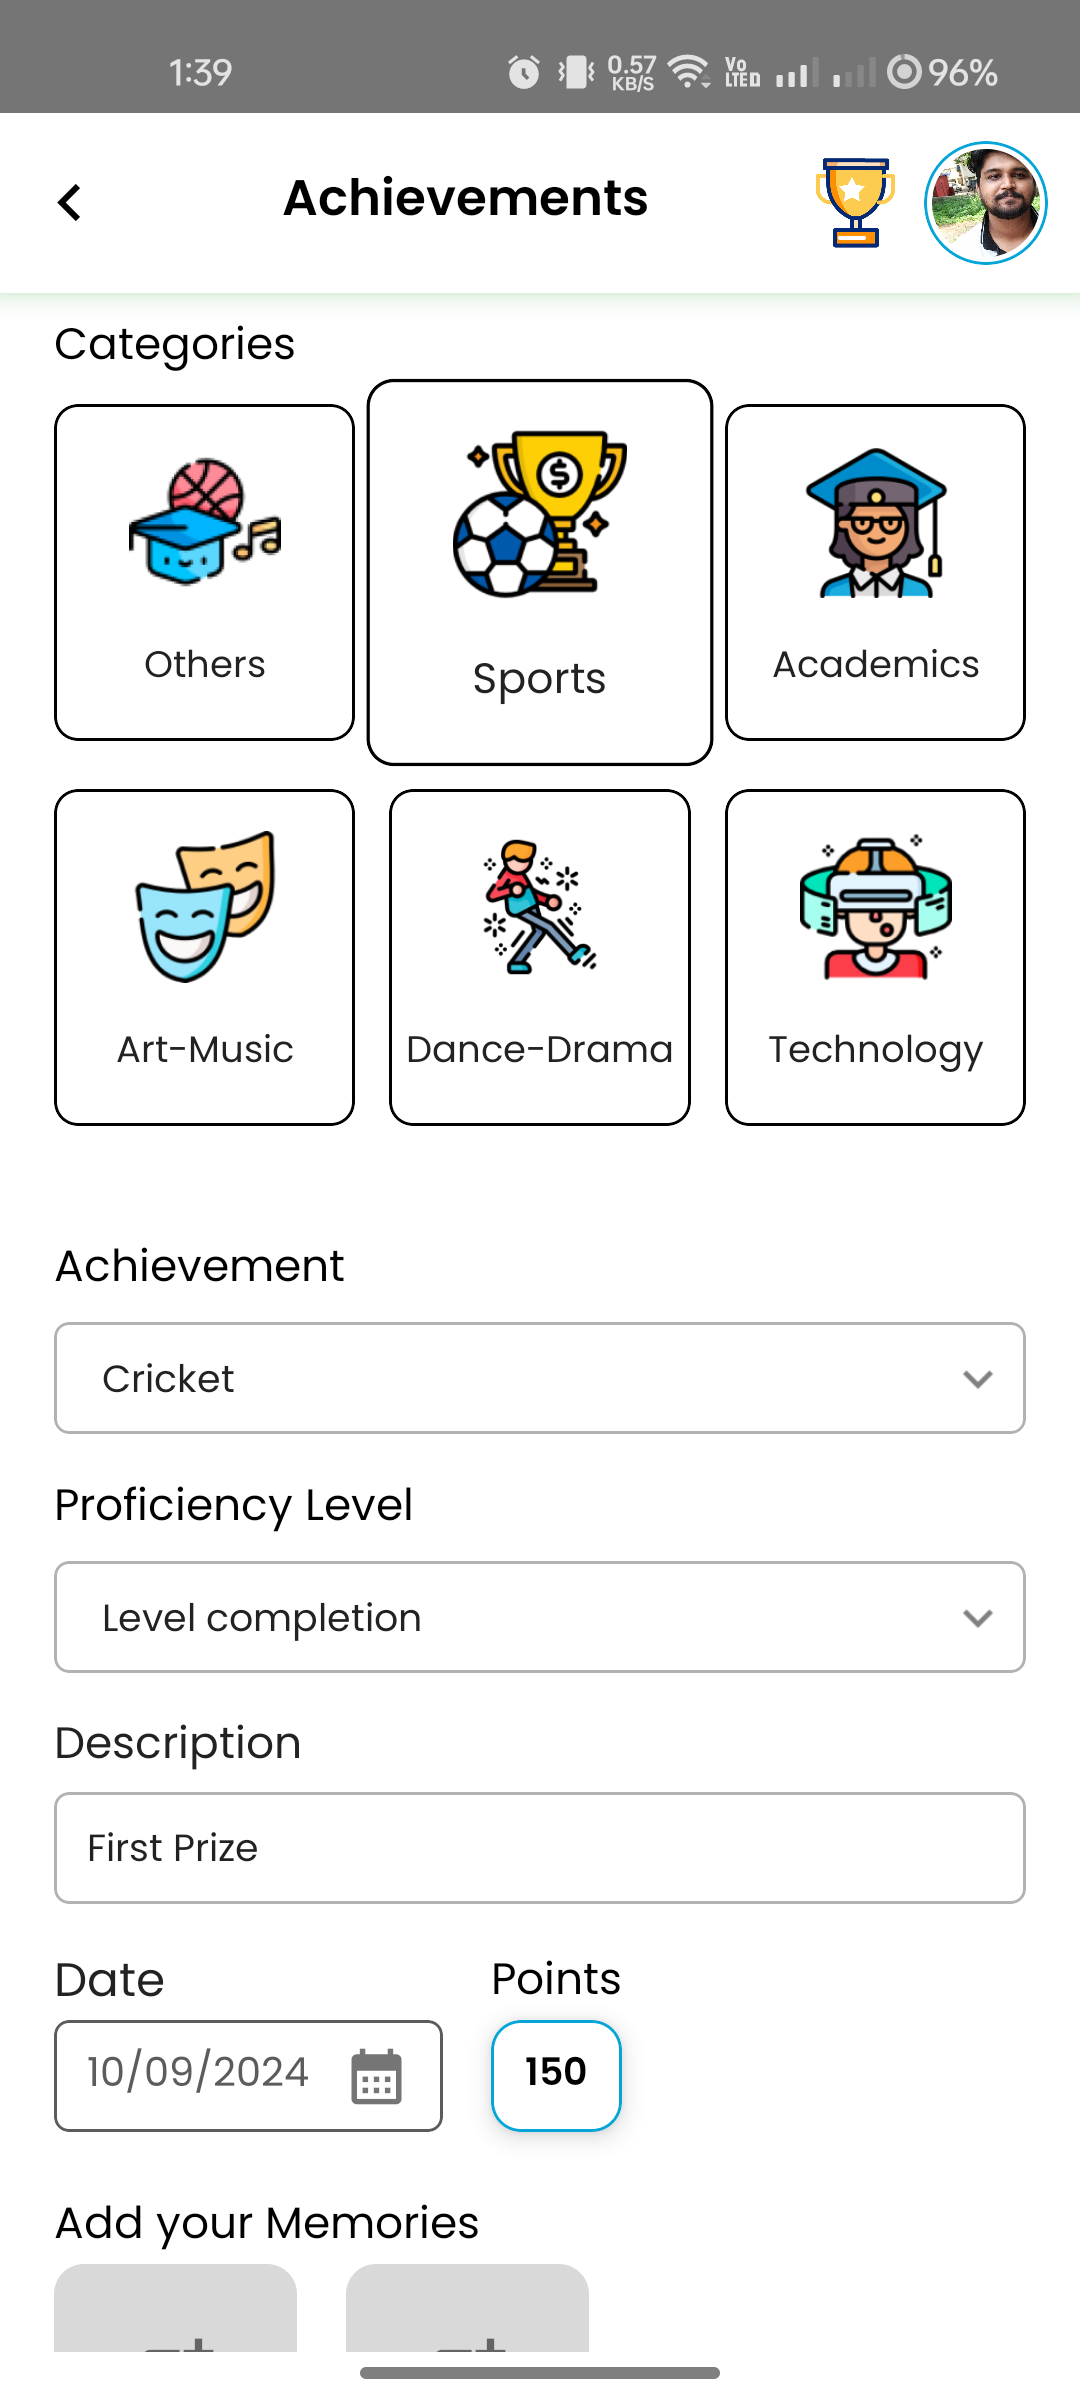 1:39 0.57 KB/S Vo LTED 96%
Achievements
Categories
Others Sports Academics
Art-Music Dance-Drama Technology
Achievement
Cricket
Proficiency Level
Level completion
Description
First Prize
Date Points
10/09/2024 150
Add your Memories